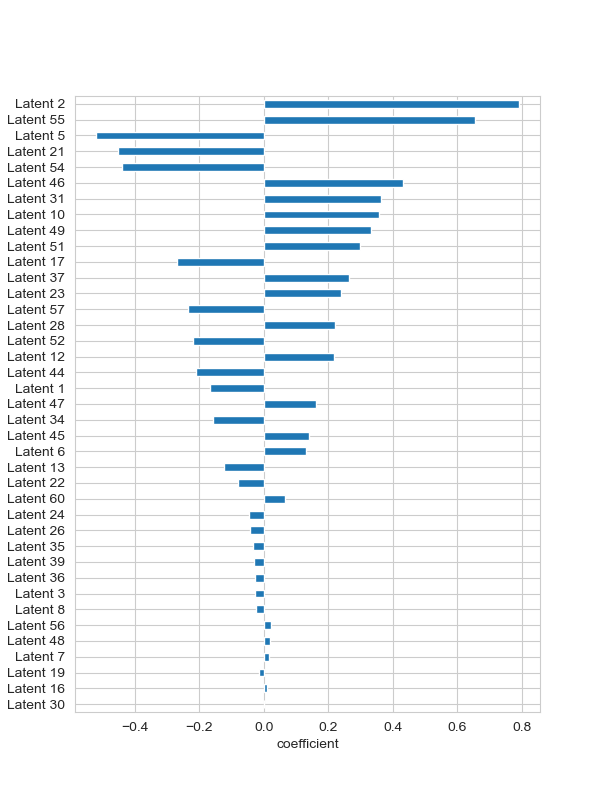 Latent 2
Latent 55
Latent 5
Latent 21
Latent 54
Latent 46
Latent 31
Latent 10
Latent 49
Latent 51
Latent 17
Latent 37
Latent 23
Latent 57
Latent 28
Latent 52
Latent 12
Latent 44
Latent 1
Latent 47
Latent 34
Latent 45
Latent 6
Latent 13
Latent 22
Latent 60
Latent 24
Latent 26
Latent 35
Latent 39
Latent 36
Latent 3
Latent 8
Latent 56
Latent 48
Latent 7
Latent 19
Latent 16
Latent 30
−0.4 −0.2 0.0 0.2 0.4 0.6 0.8
coefficient